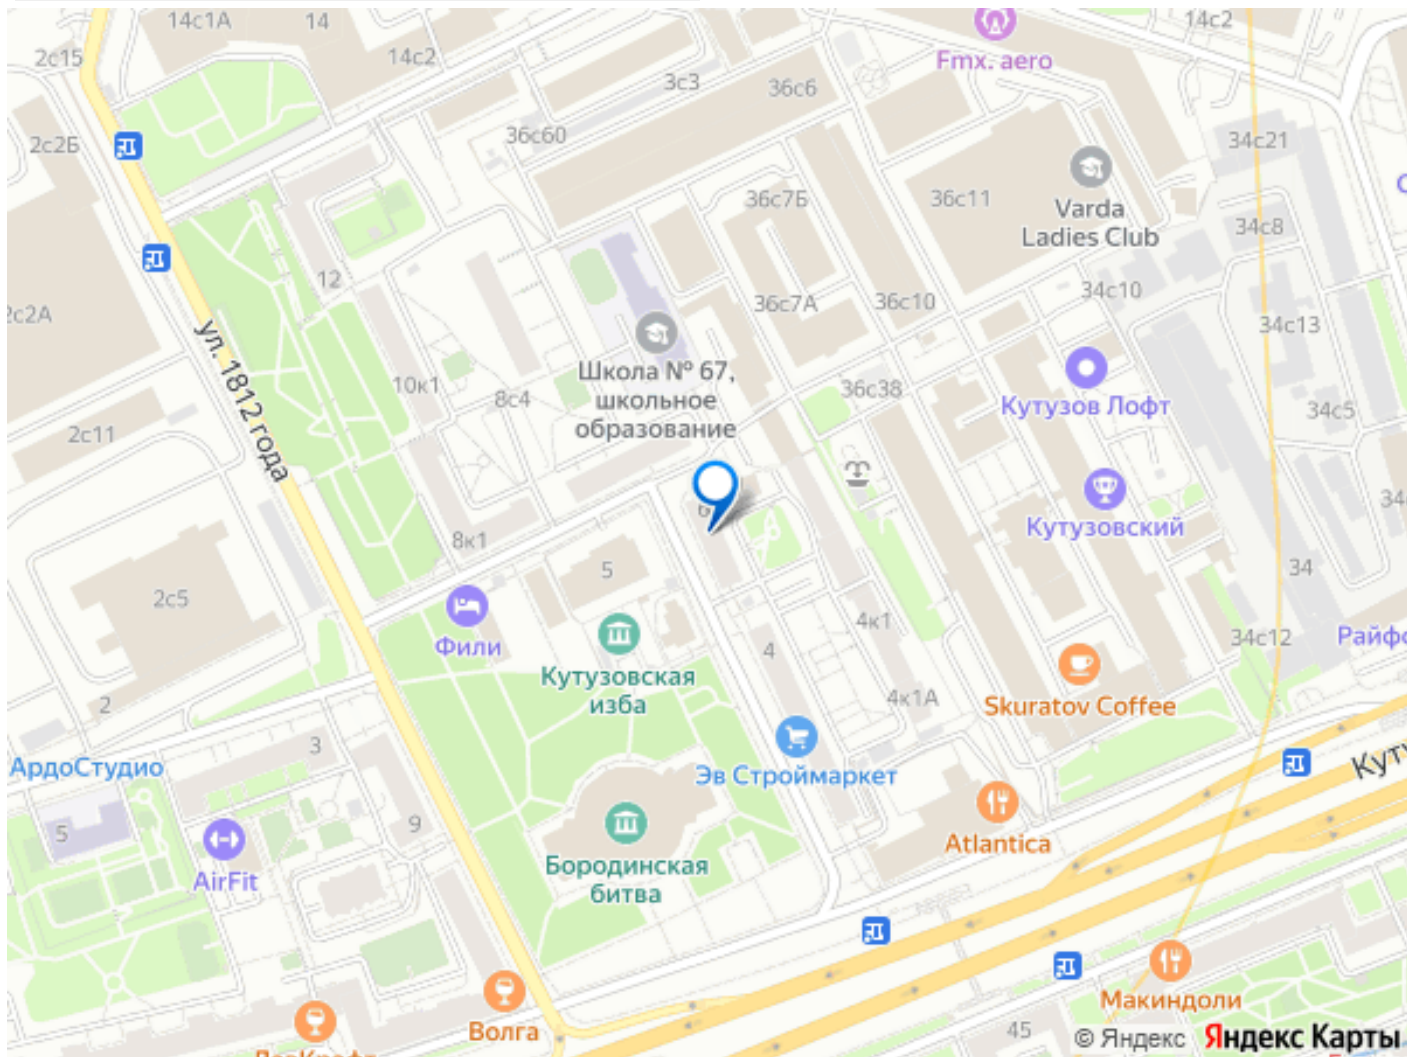 14с1А
14
14с2
2с15
14с2
3с3
36с6
Fmx. aero
2с2Б
36с60
34с21
36с7Б
36с11
Varda
Ladies Club
34с8
12
2с2А
36с7А
36с10
34с10
34с13
ул. 1812 года
Школа № 67,
школьное
образование
10к1
8с4
36с38
Кутузов Лофт
34с5
2с11
Кутузовский
8к1
5
34
2с5
Фили
Кутузовская
изба
4
4к1
34с12
4к1А
Skuratov Coffee
2
3
АрдоСтудио
Эв Строймаркет
5
9
AirFit
Бородинская
битва
Atlantica
Волга
Макиндоли
45
© Яндекс
Яндекс Карты